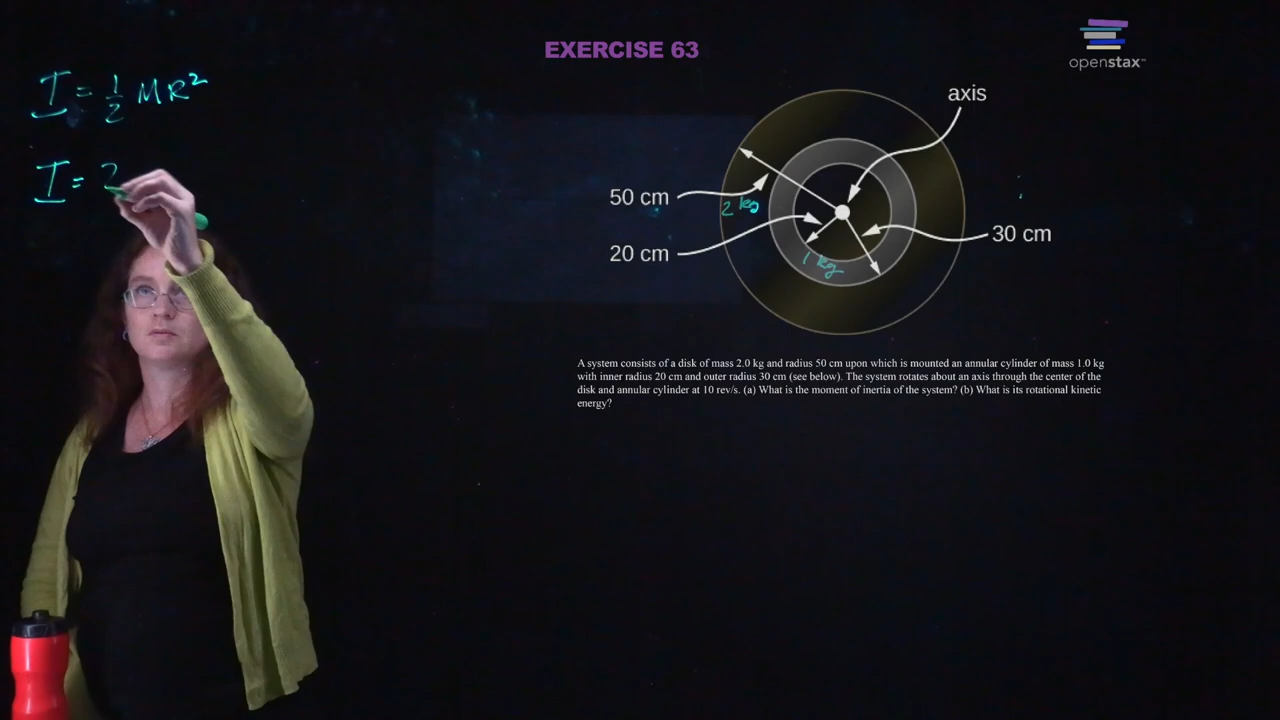 EXERCISE 63
openstax™
I = 1/2 MR²
I =
axis
50 cm
2 kg
20 cm
30 cm
1 kg
A system consists of a disk of mass 2.0 kg and radius 50 cm upon which is mounted an annular cylinder of mass 1.0 kg
with inner radius 20 cm and outer radius 30 cm (see below). The system rotates about an axis through the center of the
disk and annular cylinder at 10 rev/s. (a) What is the moment of inertia of the system? (b) What is its rotational kinetic
energy?